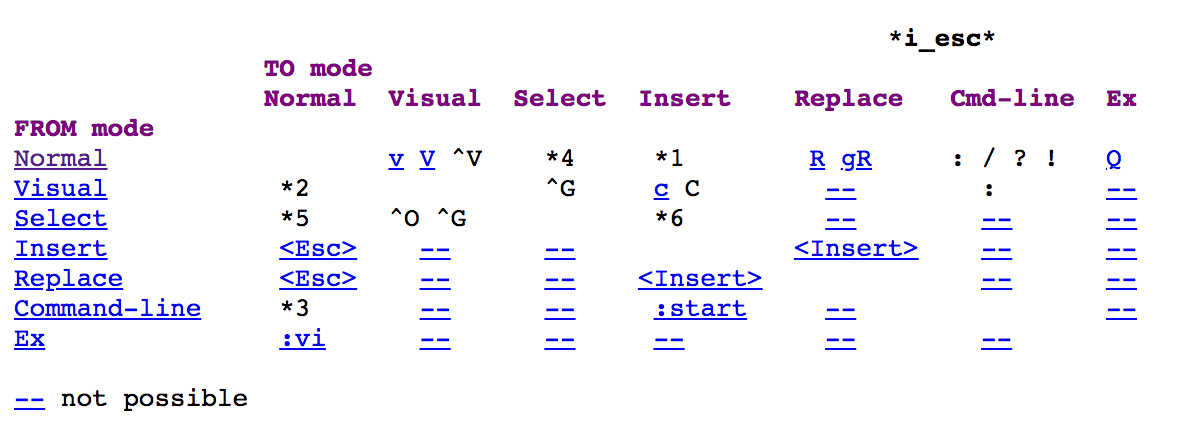 *i_esc*
TO mode
Normal Visual Select Insert Replace Cmd-line Ex
FROM mode
Normal v V ^V *4 *1 R gR : / ? ! Q
Visual *2 ^G c C -- : --
Select *5 ^O ^G *6 -- -- --
Insert <Esc> -- -- <Insert> -- --
Replace <Esc> -- -- <Insert> -- --
Command-line *3 -- -- :start -- --
Ex :vi -- -- -- -- --
-- not possible